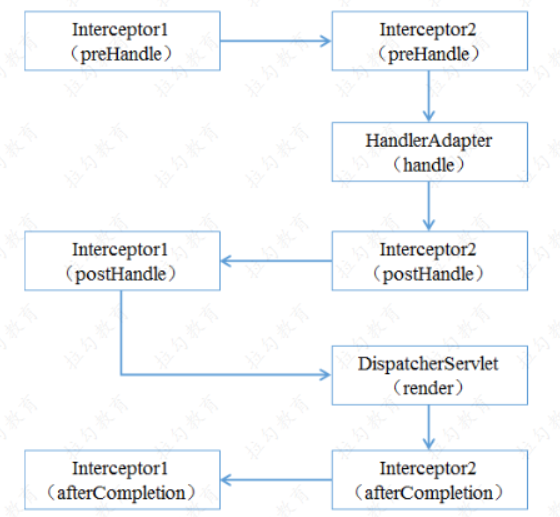 Interceptor1
（preHandle）
Interceptor2
（preHandle）
HandlerAdapter
（handle）
Interceptor1
（postHandle）
Interceptor2
（postHandle）
DispatcherServlet
（render）
Interceptor1
（afterCompletion）
Interceptor2
（afterCompletion）
拉勾教育